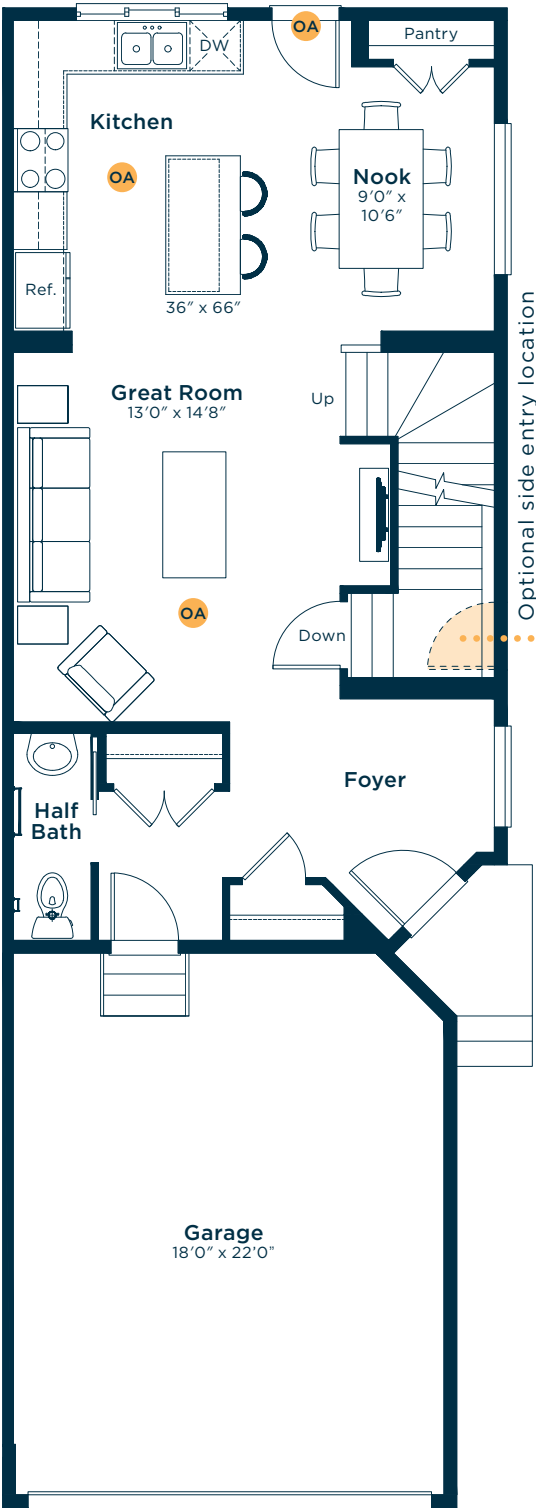 OA
Pantry
DW
Kitchen
OA
Nook
9'0" x
10'6"
Ref.
36" x 66"
Optional side entry location
Great Room
13'0" x 14'8"
Up
OA
Down
Foyer
Half
Bath
Garage
18'0" x 22'0"